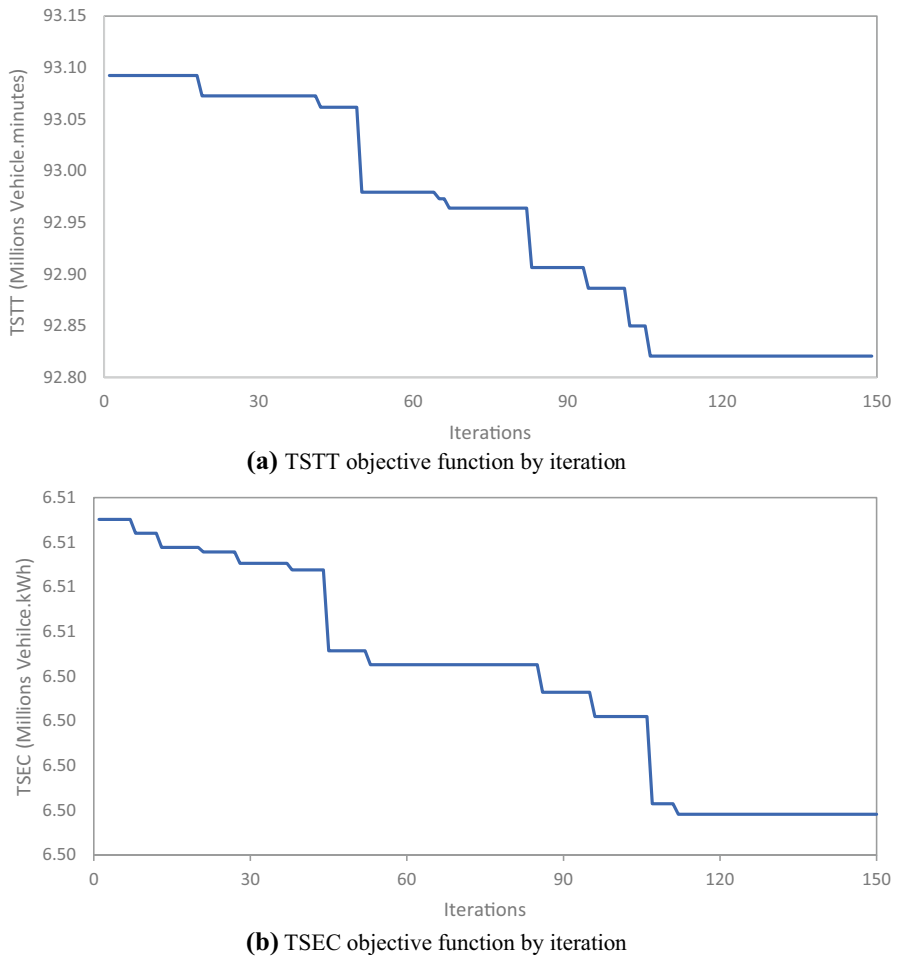 93.15
93.10
93.05
93.00
92.95
92.90
92.85
92.80
TSTT (Millions Vehicle.minutes)
0 30 60 90 120 150
Iterations
(a) TSTT objective function by iteration
6.51
6.51
6.51
6.51
6.50
6.50
6.50
6.50
6.50
TSEC (Millions Vehilce.kWh)
0 30 60 90 120 150
Iterations
(b) TSEC objective function by iteration